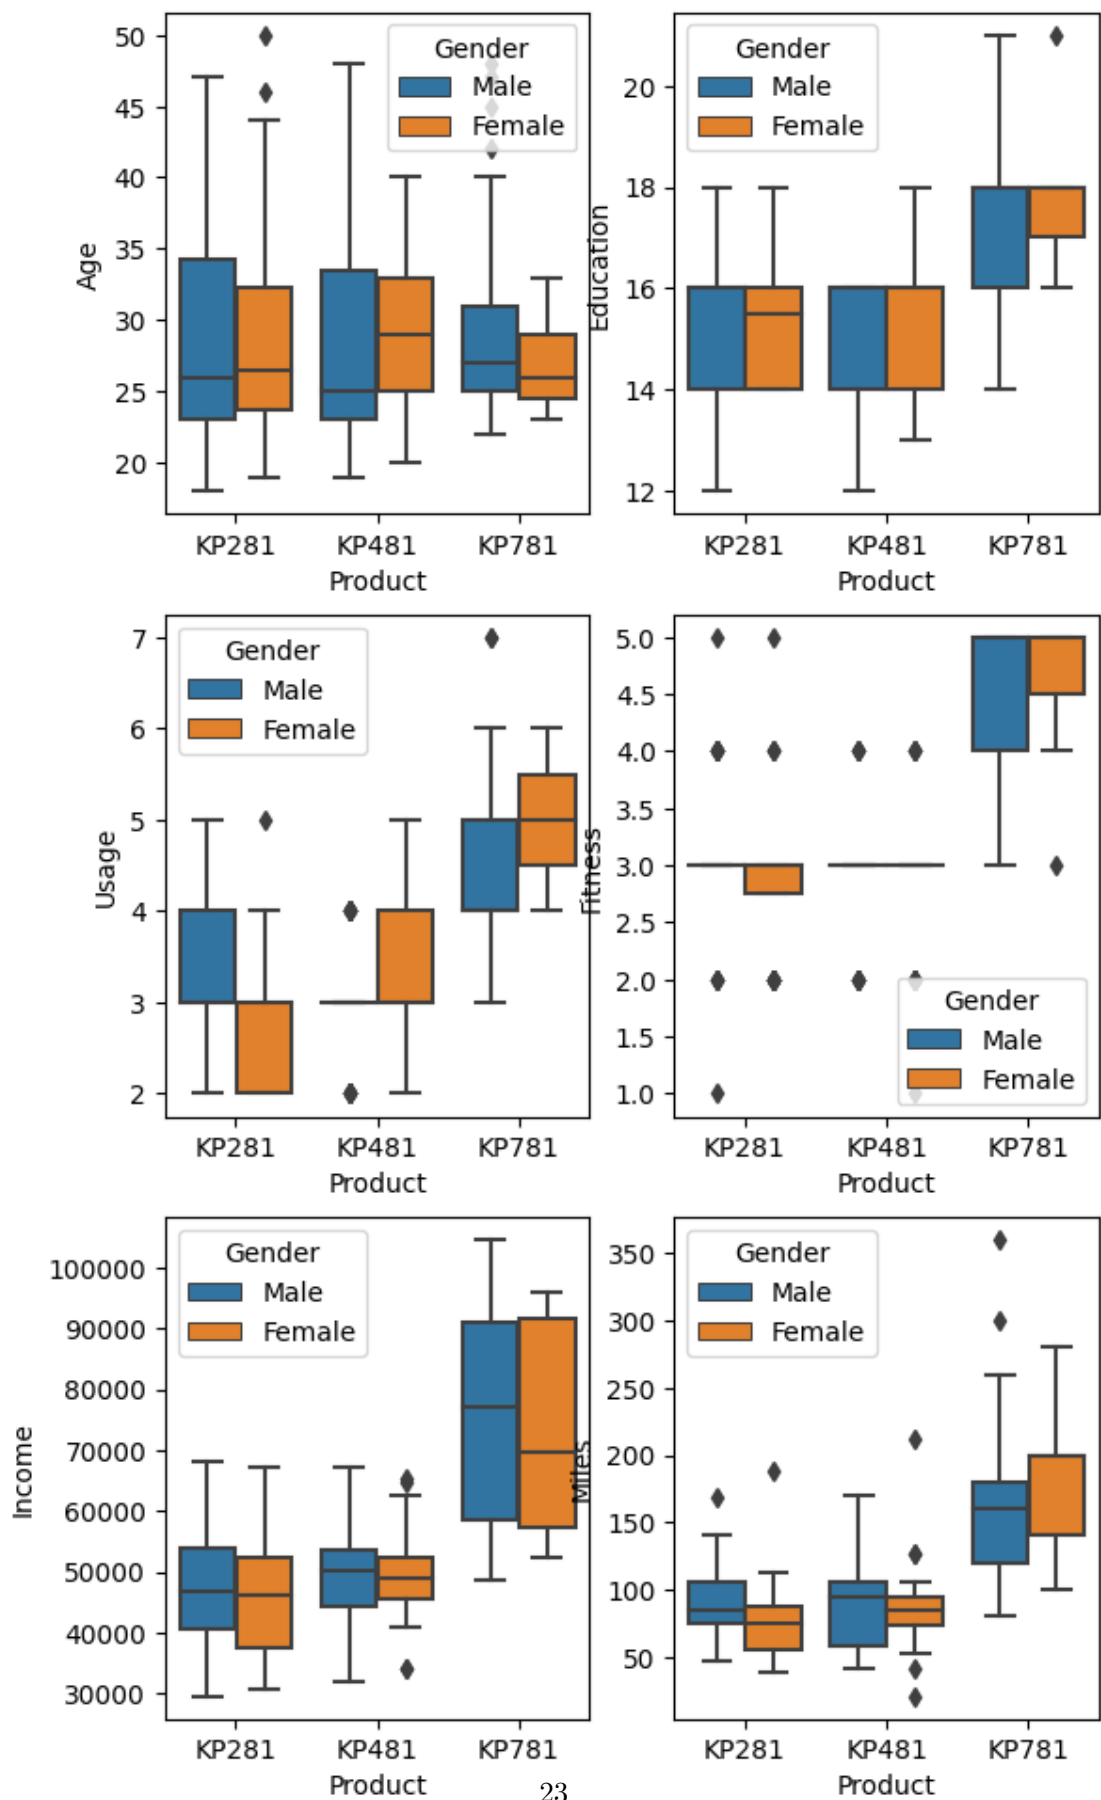 Gender
Male
Female
50
45
40
35
30
25
20
Age
KP281 KP481 KP781
Product
Gender
Male
Female
20
18
16
14
12
Education
KP281 KP481 KP781
Product
Gender
Male
Female
7
6
5
4
3
2
Usage
KP281 KP481 KP781
Product
5.0
4.5
4.0
3.5
3.0
2.5
2.0
1.5
1.0
Fitness
Gender
Male
Female
KP281 KP481 KP781
Product
Gender
Male
Female
100000
90000
80000
70000
60000
50000
40000
30000
Income
KP281 KP481 KP781
Product
Gender
Male
Female
350
300
250
200
150
100
50
Miles
KP281 KP481 KP781
Product
23